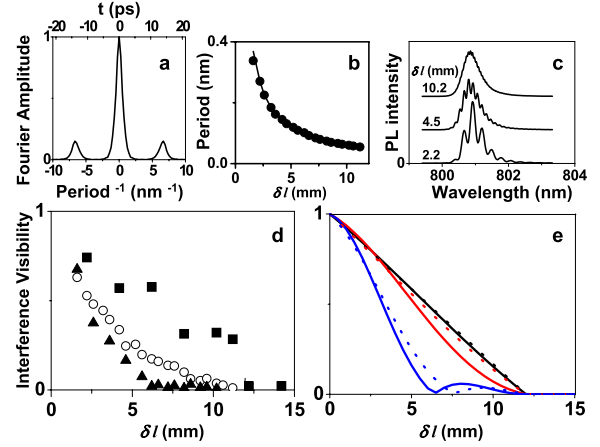 t (ps)
-20 -10 0 10 20
1
0
Fourier Amplitude
a
-10 -5 0 5 10
Period -1 (nm -1)
0.4
0.0
Period (nm)
b
0 5 10
δl (mm)
PL intensity
c
δl (mm)
10.2
4.5
2.2
800 802 804
Wavelength (nm)
1
0
Interference Visibility
d
0 5 10 15
δl (mm)
1
0
e
0 5 10 15
δl (mm)